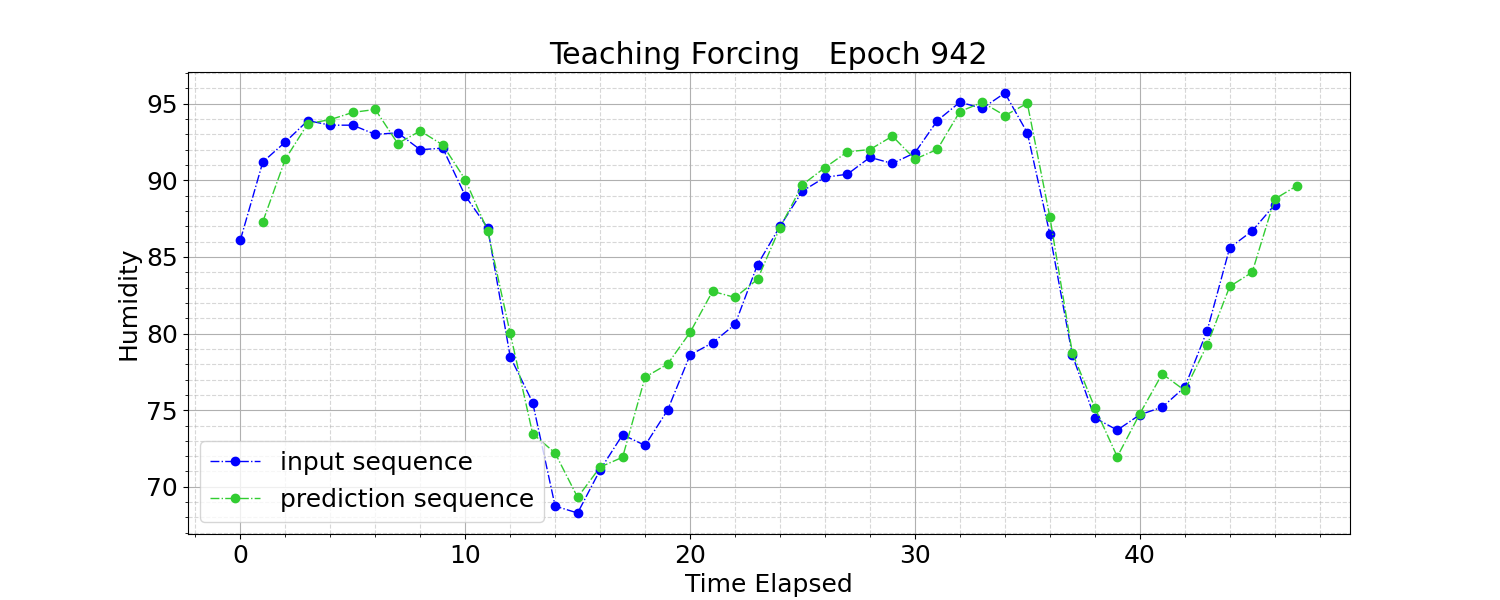 Teaching Forcing   Epoch 942
95
90
85
80
75
70
Humidity
input sequence
prediction sequence
0 10 20 30 40
Time Elapsed